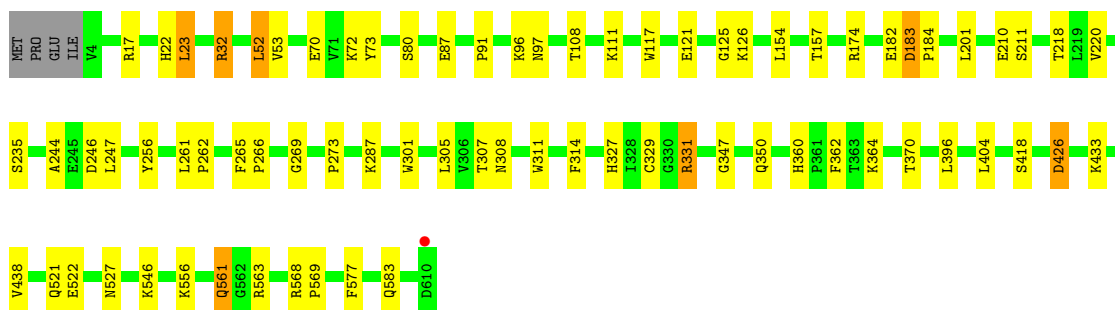 MET PRO GLU ILE V4 R17 H22 L23 R32 L52 V53 E70 V71 K72 Y73 S80 E87 P91 K96 N97 T108 K111 W117 E121 G125 K126 L154 T157 R174 E182 D183 P184 L201 E210 S211 T218 L219 V220
S235 A244 E245 D246 L247 Y256 L261 P262 F265 P266 G269 P273 K287 W301 L305 V306 T307 N308 W311 F314 H327 I328 C329 G330 R331 G347 Q350 H360 P361 F362 T363 K364 T370 L396 L404 S418 D426 K433
V438 Q521 E522 N527 K546 K556 Q561 G562 R563 R568 P569 F577 Q583 D610